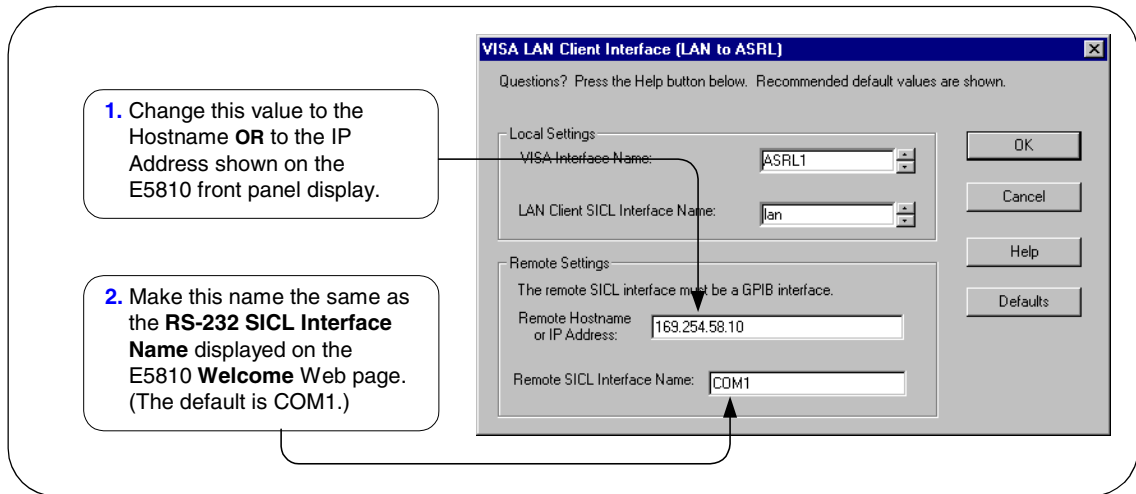 VISA LAN Client Interface (LAN to ASRL)
Questions? Press the Help button below. Recommended default values are shown.
1. Change this value to the
Hostname OR to the IP
Address shown on the
E5810 front panel display.
Local Settings
VISA Interface Name:
ASRL1
LAN Client SICL Interface Name:
lan
OK
Cancel
Help
Defaults
2. Make this name the same as
the RS-232 SICL Interface
Name displayed on the
E5810 Welcome Web page.
(The default is COM1.)
Remote Settings
The remote SICL interface must be a GPIB interface.
Remote Hostname
or IP Address:
169.254.58.10
Remote SICL Interface Name:
COM1